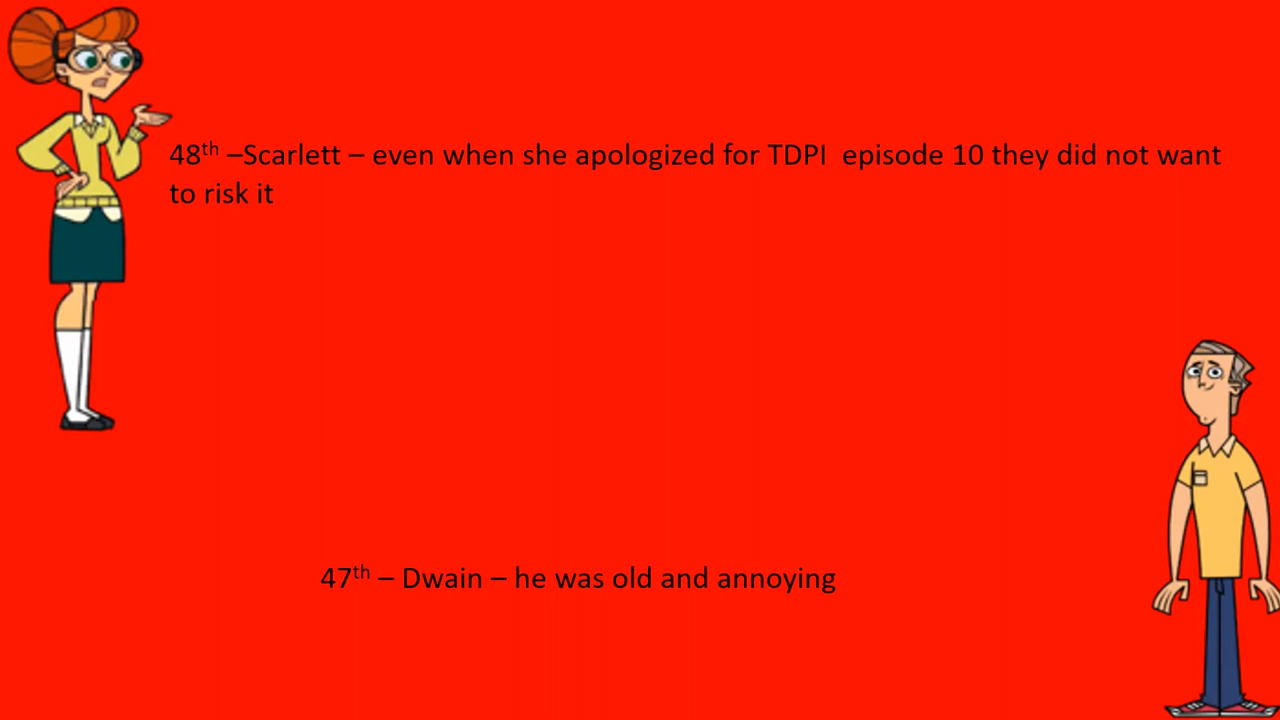 48th –Scarlett – even when she apologized for TDPI  episode 10 they did not want
to risk it
47th – Dwain – he was old and annoying